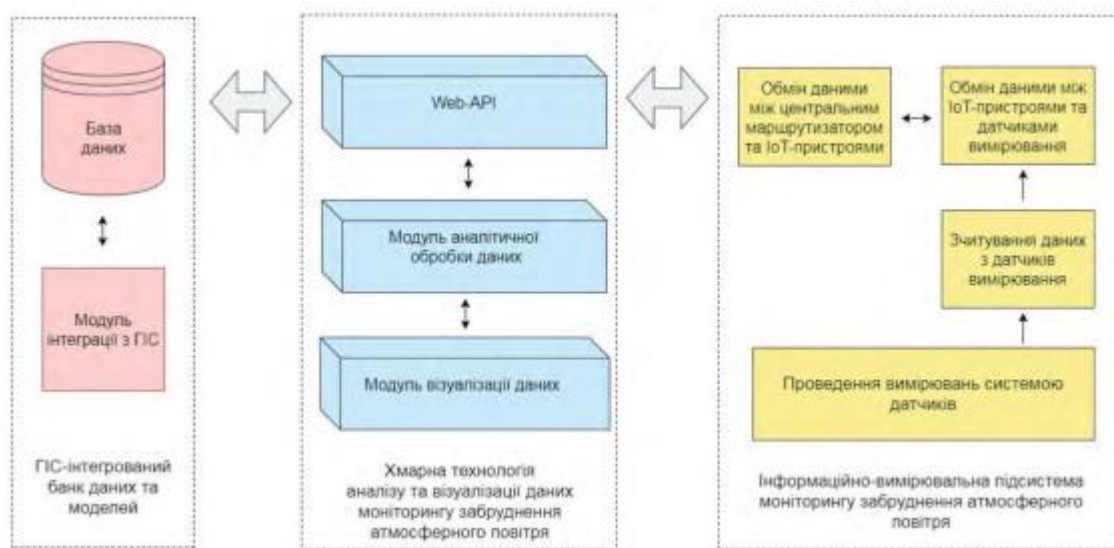 База
даних
Модуль
інтеграції з ГІС
ГІС-інтегрований
банк даних та
моделей
Web-API
Модуль аналітичної
обробки даних
Модуль візуалізації даних
Хмарна технологія
аналізу та візуалізації даних
моніторингу забруднення
атмосферного повітря
Обмін даними
між центральним
маршрутизатором
та IoT-пристроями
Обмін даними між
IoT-пристроями та
датчиками
вимірювання
Зчитування даних
з датчиків
вимірювання
Проведення вимірювань системою
датчиків
Інформаційно-вимірювальна підсистема
моніторингу забруднення атмосферного
повітря